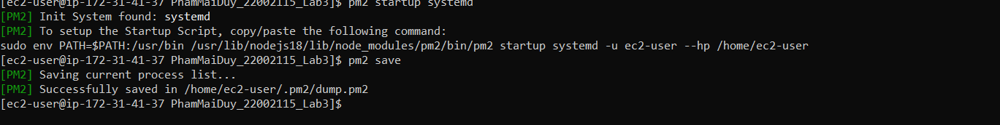 [ec2-user@ip-172-31-41-37 PhamMaiDuy_22002115_Lab3]$ pm2 startup systemd
[PM2] Init System found: systemd
[PM2] To setup the Startup Script, copy/paste the following command:
sudo env PATH=$PATH:/usr/bin /usr/lib/nodejs18/lib/node_modules/pm2/bin/pm2 startup systemd -u ec2-user --hp /home/ec2-user
[ec2-user@ip-172-31-41-37 PhamMaiDuy_22002115_Lab3]$ pm2 save
[PM2] Saving current process list...
[PM2] Successfully saved in /home/ec2-user/.pm2/dump.pm2
[ec2-user@ip-172-31-41-37 PhamMaiDuy_22002115_Lab3]$